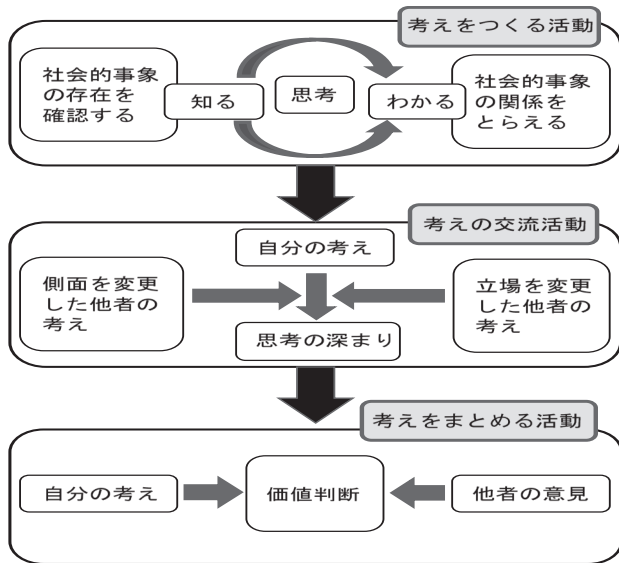 考えをつくる活動
社会的事象
の存在を
確認する
知る
思考
わかる
社会的事象
の関係を
とらえる
考えの交流活動
自分の考え
側面を変更
した他者の
考え
立場を変更
した他者の
考え
思考の深まり
考えをまとめる活動
自分の考え
価値判断
他者の意見